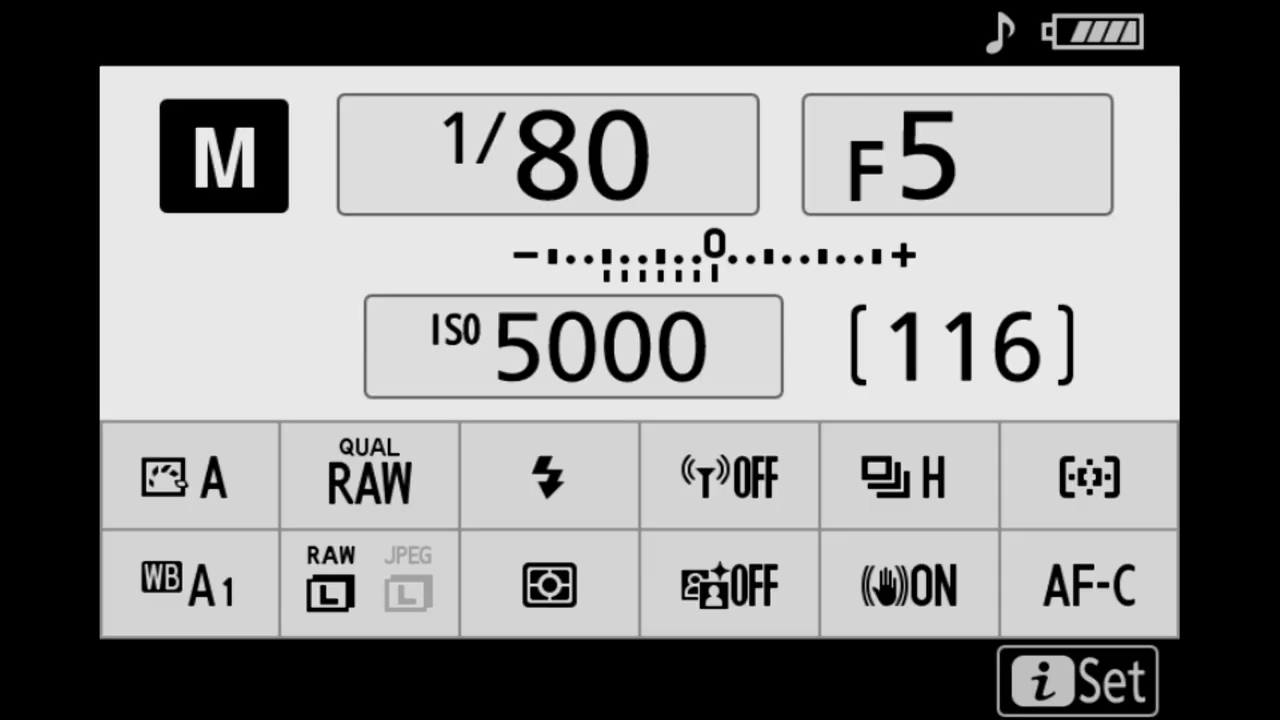 M 1/80 F5
- 0 +
ISO 5000 [116]
A QUAL RAW OFF H
WB A1 RAW L JPEG L OFF ON AF-C
i Set